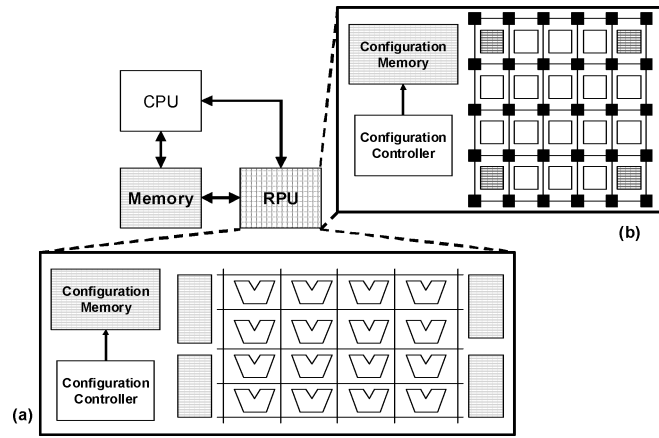 Configuration
Memory
Configuration
Controller
(b)
CPU
Memory
RPU
Configuration
Memory
Configuration
Controller
(a)